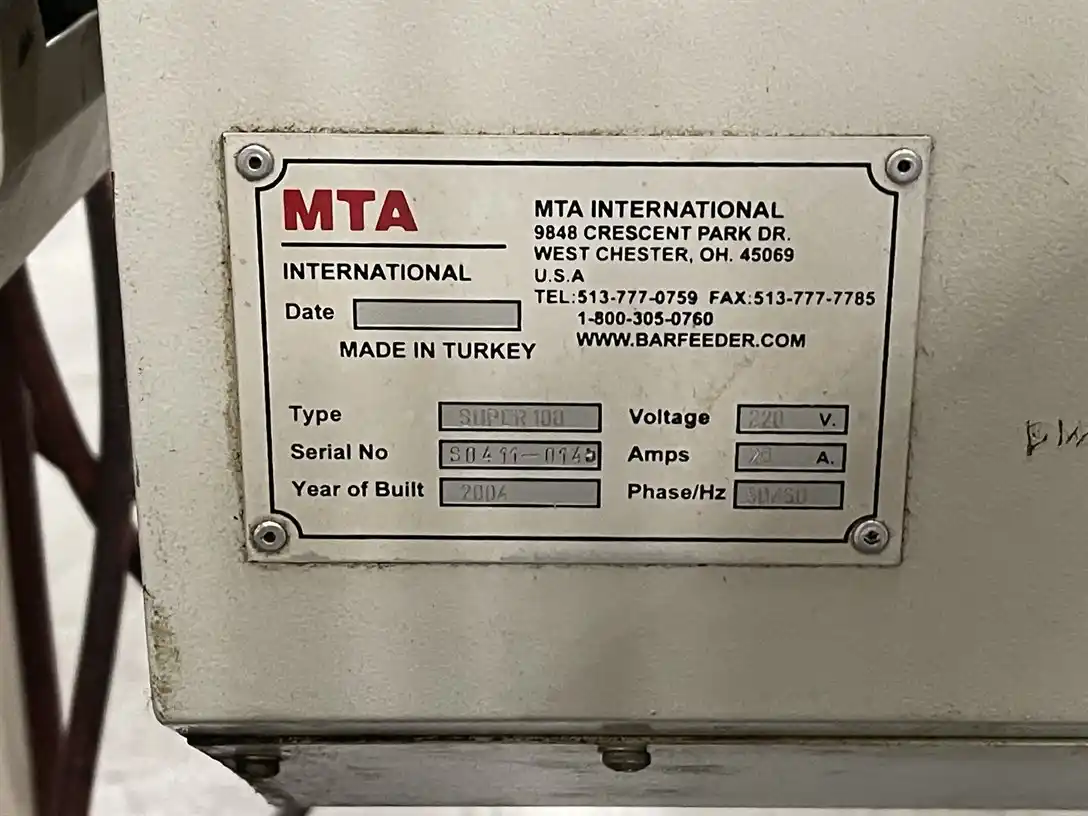 MTA
INTERNATIONAL
Date
MADE IN TURKEY
MTA INTERNATIONAL
9848 CRESCENT PARK DR.
WEST CHESTER, OH. 45069
U.S.A
TEL:513-777-0759 FAX:513-777-7785
1-800-305-0760
WWW.BARFEEDER.COM
Type SUPER 100
Serial No
Year of Built 2004
Voltage 220 V.
Amps A.
Phase/Hz